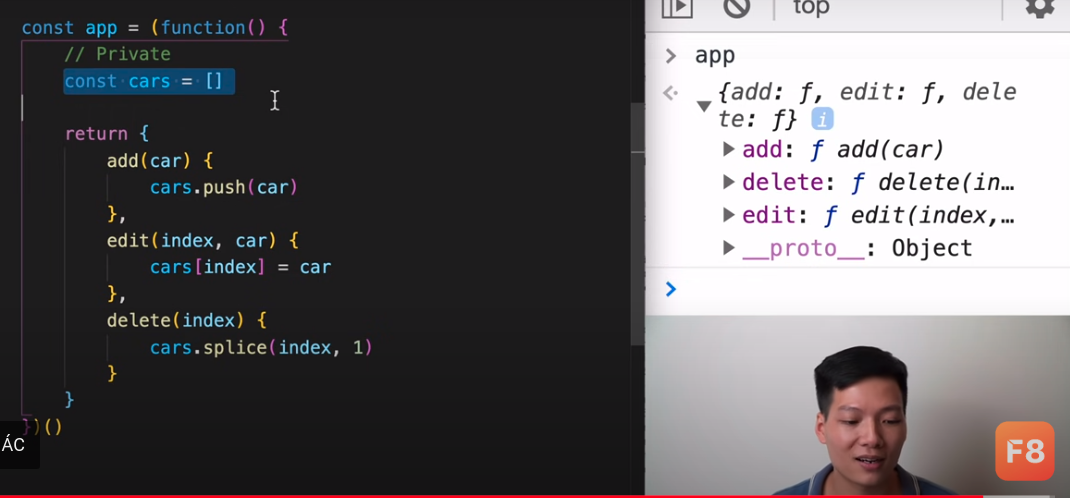 const app = (function() {
// Private
const cars = []
return {
add(car) {
cars.push(car)
},
edit(index, car) {
cars[index] = car
},
delete(index) {
cars.splice(index, 1)
}
}
})()
ÁC
top
> app
{add: ƒ, edit: ƒ, dele
te: ƒ} i
add: ƒ add(car)
delete: ƒ delete(in…
edit: ƒ edit(index,…
__proto__: Object
>
F8